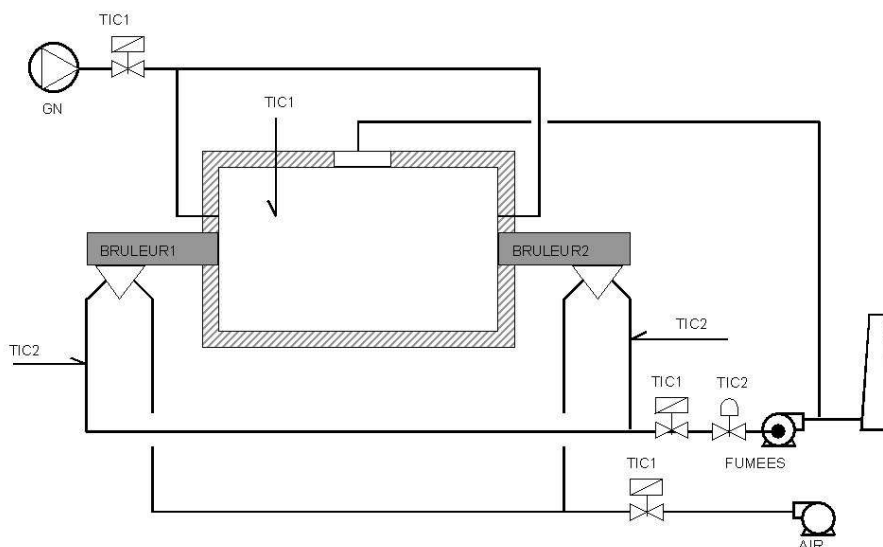 TIC1
GN
TIC1
BRULEUR1
BRULEUR2
TIC2
TIC2
TIC1
TIC2
FUMEES
TIC1
AIR